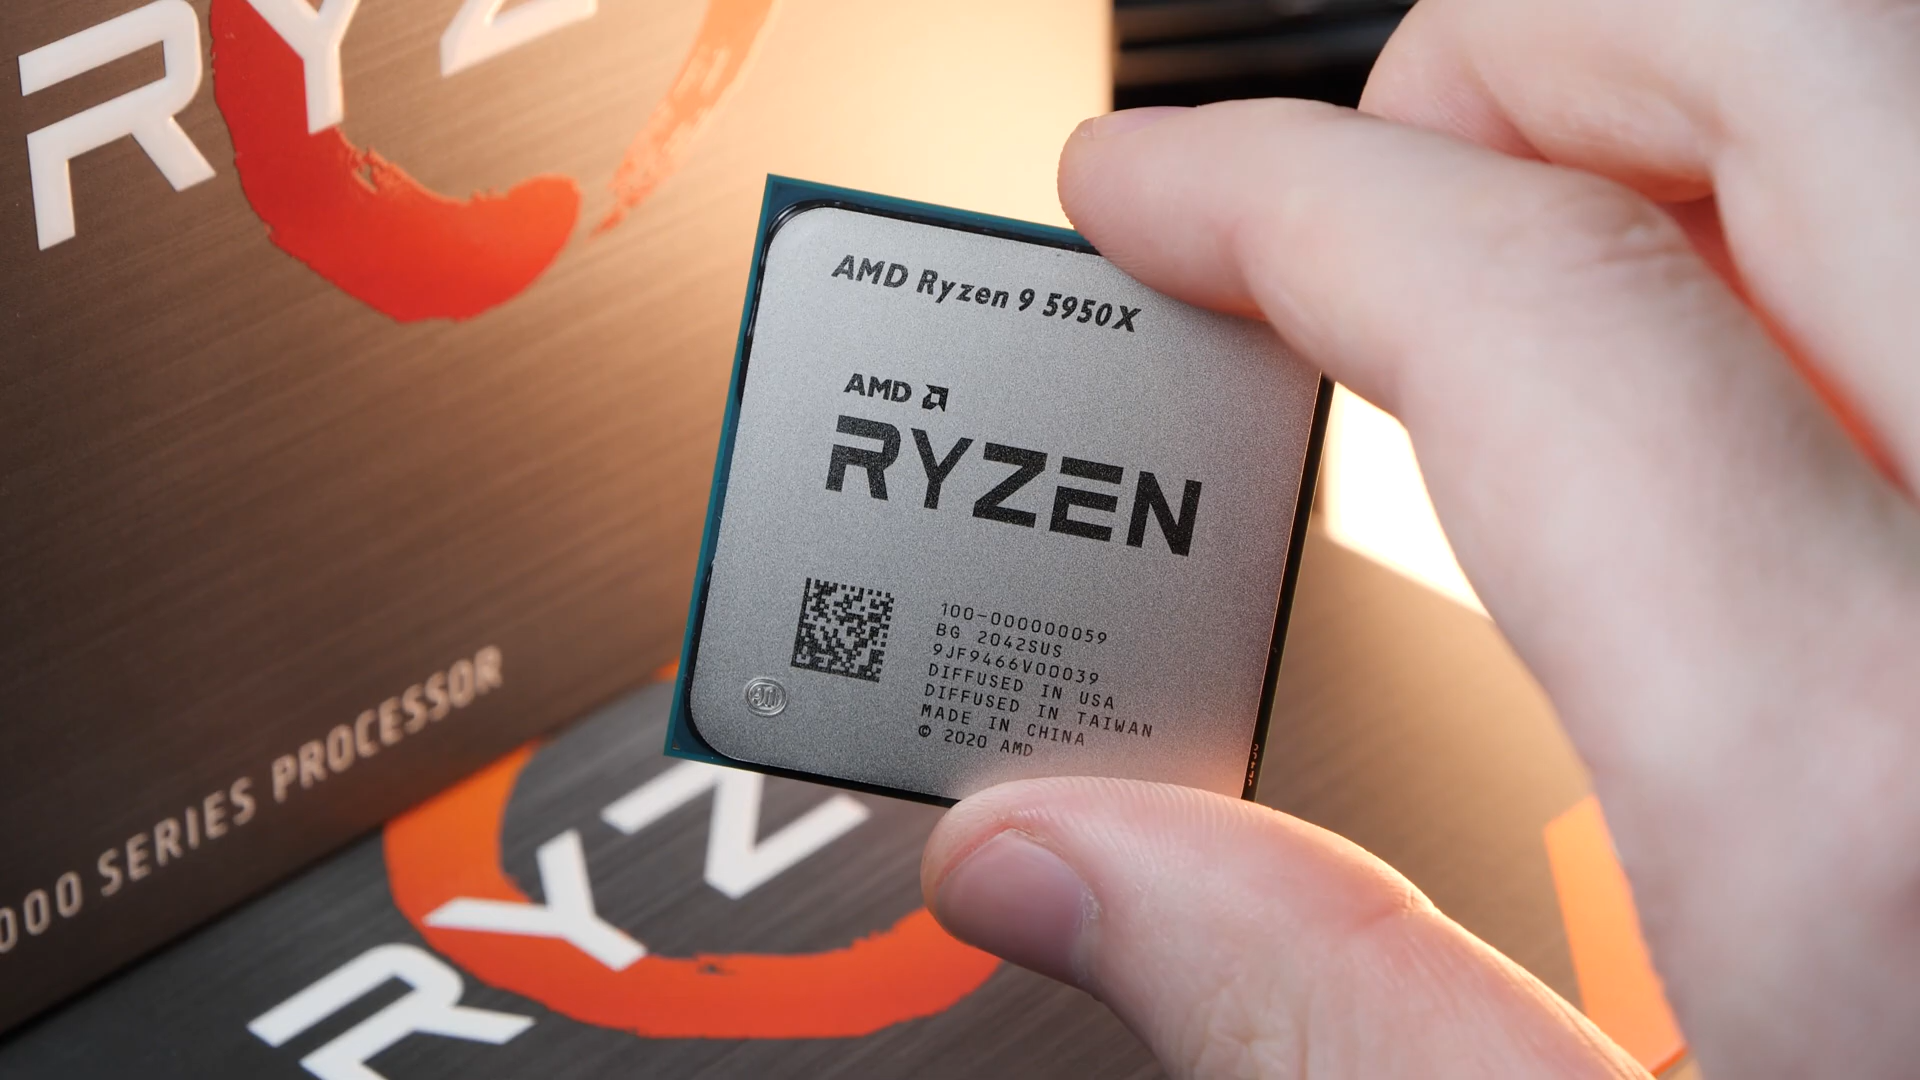 RYZ
000 SERIES PROCESSOR
AMD Ryzen 9 5950X
AMD
RYZEN
100-000000059
BG 2042SUS
9JF9466V00039
DIFFUSED IN USA
DIFFUSED IN TAIWAN
MADE IN CHINA
© 2020 AMD
RYZ